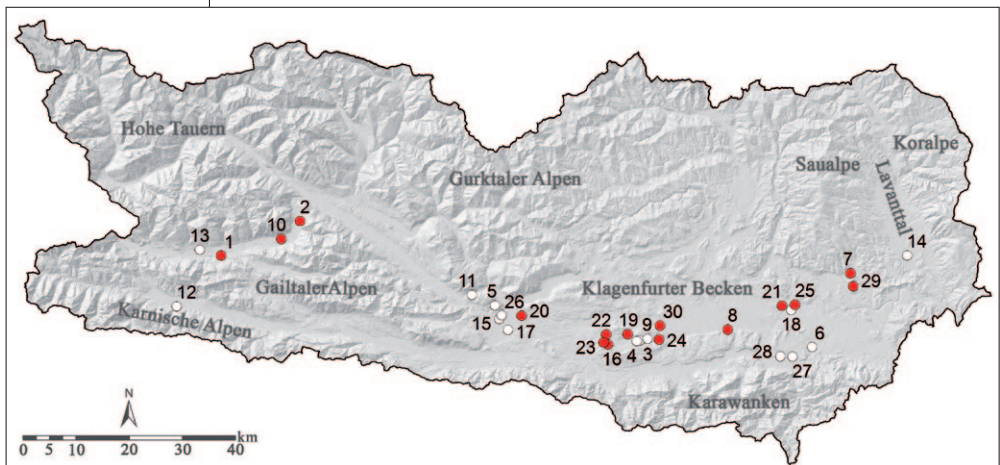 Hohe Tauern
Koralpe
Saualpe
Gurktaler Alpen
Lavanttal
2
10
13
1
14
7
29
12
Gailtaler Alpen
11
5
26
Klagenfurter Becken
21
25
Karnische Alpen
15
20
17
22
19
9
30
8
18
6
23
16
4
3
24
28
27
Karawanken
N
0 5 10 20 30 40
km